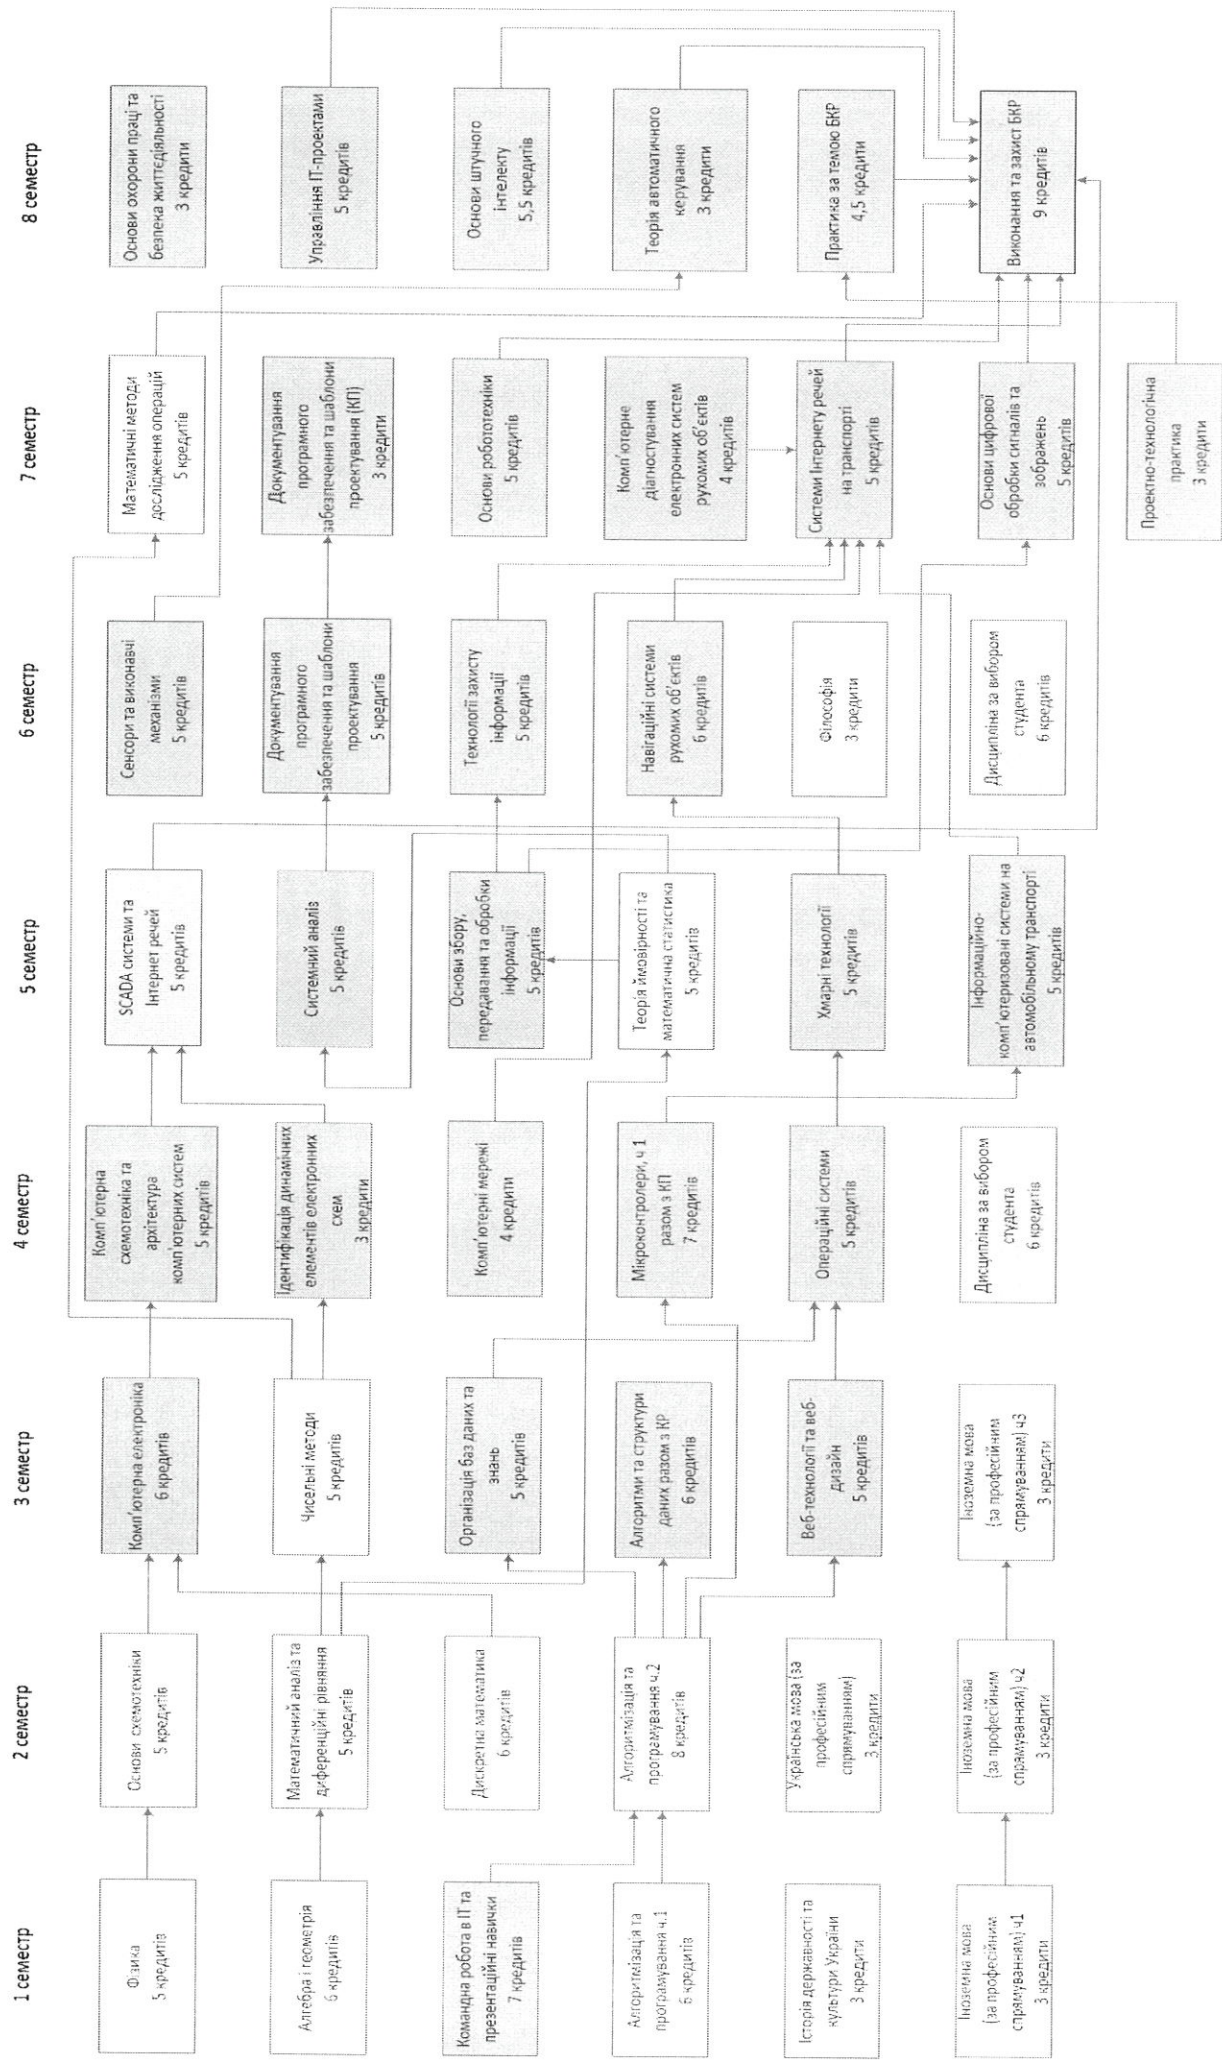 1 семестр
Фізика
5 кредитів
Алгебра і геометрія
6 кредитів
Командна робота в ІТ та
презентаційні навички
7 кредитів
Алгоритмізація та
програмування ч.1
6 кредитів
Історія державності та
культури України
3 кредити
Іноземна мова
(за професійним
спрямуванням) ч1
3 кредити
2 семестр
Основи схемотехніки
5 кредитів
Математичний аналіз та
диференційні рівняння
5 кредитів
Дискретна математика
6 кредитів
Алгоритмізація та
програмування ч.2
8 кредитів
Українська мова (за
професійним
спрямуванням)
3 кредити
Іноземна мова
(за професійним
спрямуванням) ч2
3 кредити
3 семестр
Комп'ютерна електроніка
6 кредитів
Чисельні методи
5 кредитів
Організація баз даних та
знань
5 кредитів
Алгоритми та структури
даних разом з КР
6 кредитів
Веб-технології та веб-
дизайн
5 кредитів
Іноземна мова
(за професійним
спрямуванням) ч3
3 кредити
4 семестр
Комп'ютерна
схемотехніка та
архітектура
комп'ютерних систем
5 кредитів
Ідентифікація динамічних
елементів електронних
схем
3 кредити
Комп'ютерні мережі
4 кредити
Мікроконтролери, ч 1
разом з КП
7 кредитів
Операційні системи
5 кредитів
Дисципліна за вибором
студента
6 кредитів
5 семестр
SCADA системи та
Інтернет речей
5 кредитів
Системний аналіз
5 кредитів
Основи збору,
передавання та обробки
інформації
5 кредитів
Теорія ймовірності та
математична статистика
5 кредитів
Хмарні технології
5 кредитів
Інформаційно-
комп'ютеризовані системи на
автомобільному транспорті
5 кредитів
6 семестр
Сенсори та виконавчі
механізми
5 кредитів
Документування
програмного
забезпечення та шаблони
проектування
5 кредитів
Технології захисту
інформації
5 кредитів
Навігаційні системи
рухомих об'єктів
6 кредитів
Філософія
3 кредити
Дисципліна за вибором
студента
6 кредитів
7 семестр
Математичні методи
дослідження операцій
5 кредитів
Документування
програмного
забезпечення та шаблони
проектування (КП)
3 кредити
Основи робототехніки
5 кредитів
Комп'ютерне
діагностування
електронних систем
рухомих об'єктів
4 кредитів
Системи Інтернету речей
на транспорті
5 кредитів
Основи цифрової
обробки сигналів та
зображень
5 кредитів
Проектно-технологічна
практика
3 кредити
8 семестр
Основи охорони праці та
безпека життєдіяльності
3 кредити
Управління ІТ-проектами
5 кредитів
Основи штучного
інтелекту
5,5 кредитів
Теорія автоматичного
керування
3 кредити
Практика за темою БКР
4,5 кредити
Виконання та захист БКР
9 кредитів